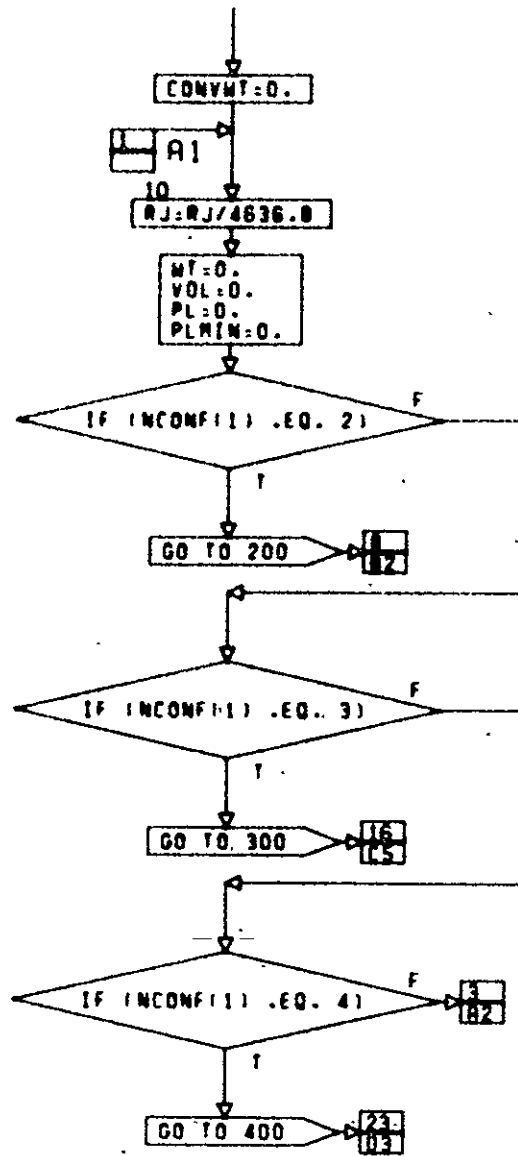 CONVWT=0.
1
A1
10
RJ=RJ/4636.8
WT=0.
VOL=0.
PL=0.
PLMIN=0.
IF (NCONF(1) .EQ. 2)
F
T
GO TO 200
IF (NCONF(1) .EQ. 3)
F
T
GO TO 300
16
C5
IF (NCONF(1) .EQ. 4)
F
3
T
GO TO 400
23
D3